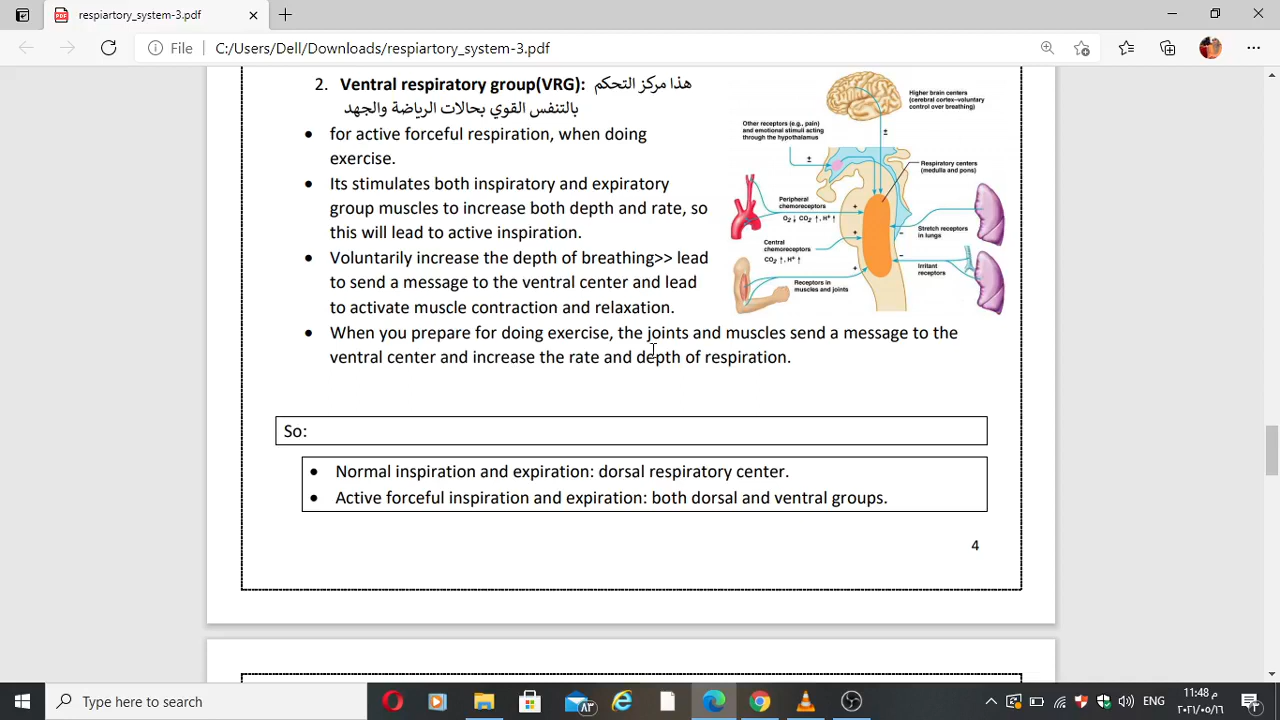 respiartory_system-3.pdf
File
C:/Users/Dell/Downloads/respiartory_system-3.pdf
2. Ventral respiratory group(VRG): هذا مركز التحكم
بالتنفس القوي بحالات الرياضة والجهد
• for active forceful respiration, when doing
exercise.
• Its stimulates both inspiratory and expiratory
group muscles to increase both depth and rate, so
this will lead to active inspiration.
• Voluntarily increase the depth of breathing>> lead
to send a message to the ventral center and lead
to activate muscle contraction and relaxation.
• When you prepare for doing exercise, the joints and muscles send a message to the
ventral center and increase the rate and depth of respiration.
Higher brain centers
(cerebral cortex–voluntary
control over breathing)
Other receptors (e.g., pain)
and emotional stimuli acting
through the hypothalamus
±
±
Respiratory centers
(medulla and pons)
Peripheral
chemoreceptors
O₂ ↓, CO₂ ↑, H⁺ ↑
+
Stretch receptors
in lungs
–
Central
chemoreceptors
CO₂ ↑, H⁺ ↑
+
Irritant
receptors
–
Receptors in
muscles and joints
+
So:
• Normal inspiration and expiration: dorsal respiratory center.
• Active forceful inspiration and expiration: both dorsal and ventral groups.
4
Type here to search
٨٢
ENG
١١:٤٨ م